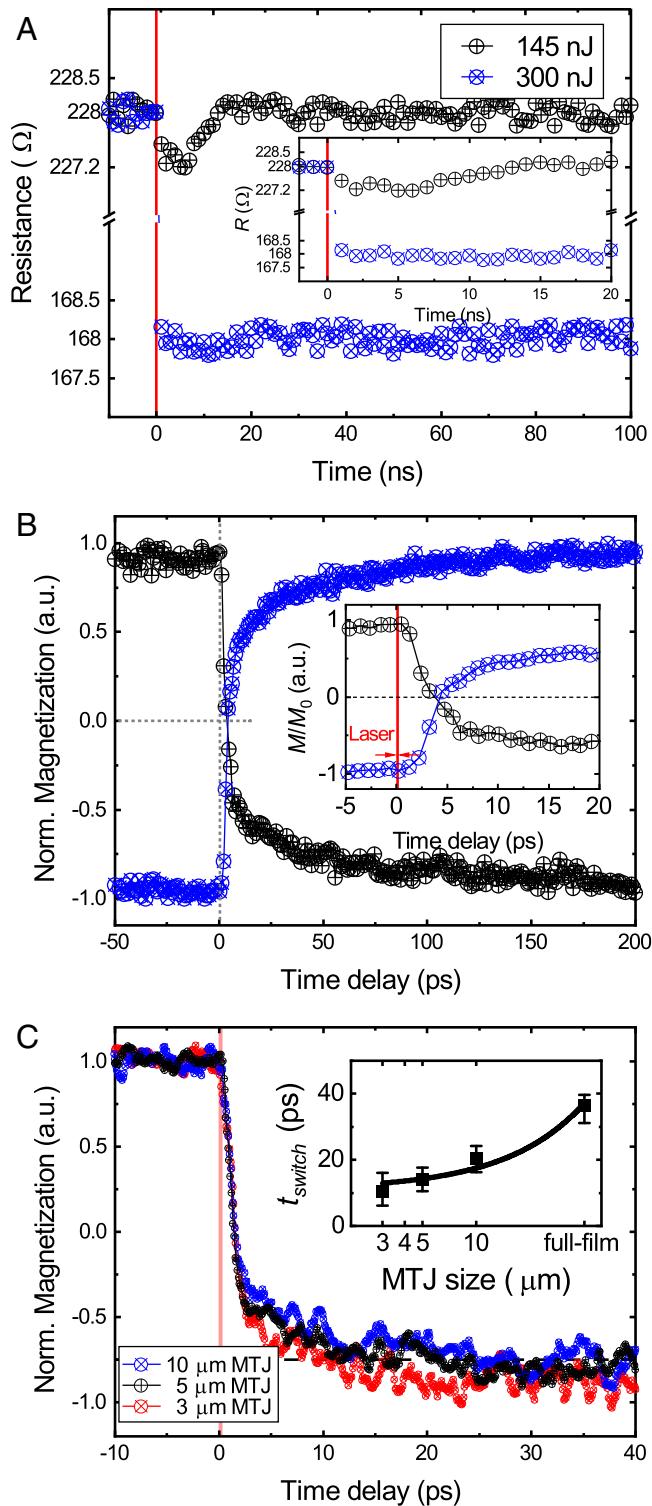 A
145 nJ
300 nJ
Resistance ( Ω)
228.5
228
227.2
168.5
168
167.5
R (Ω)
228.5
228
227.2
168.5
168
167.5
0 5 10 15 20
Time (ns)
0 20 40 60 80 100
Time (ns)
B
Norm. Magnetization (a.u.)
1.0
0.5
0.0
-0.5
-1.0
M/M0 (a.u.)
1
0
-1
Laser
-5 0 5 10 15 20
Time delay (ps)
-50 0 50 100 150 200
Time delay (ps)
C
Norm. Magnetization (a.u.)
1.0
0.5
0.0
-0.5
-1.0
tswitch (ps)
40
20
0
3 4 5 10 full-film
MTJ size ( μm)
10 μm MTJ
5 μm MTJ
3 μm MTJ
-10 0 10 20 30 40
Time delay (ps)